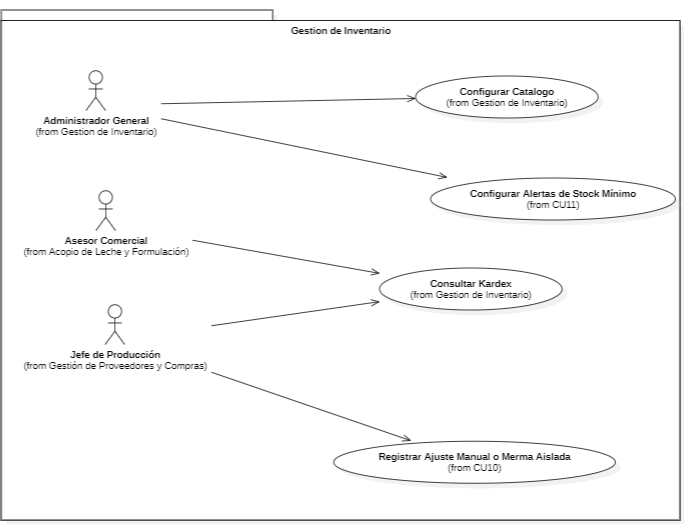 Gestion de Inventario
Administrador General
(from Gestion de Inventario)
Configurar Catalogo
(from Gestion de Inventario)
Configurar Alertas de Stock Mínimo
(from CU11)
Asesor Comercial
(from Acopio de Leche y Formulación)
Consultar Kardex
(from Gestion de Inventario)
Jefe de Producción
(from Gestión de Proveedores y Compras)
Registrar Ajuste Manual o Merma Aislada
(from CU10)